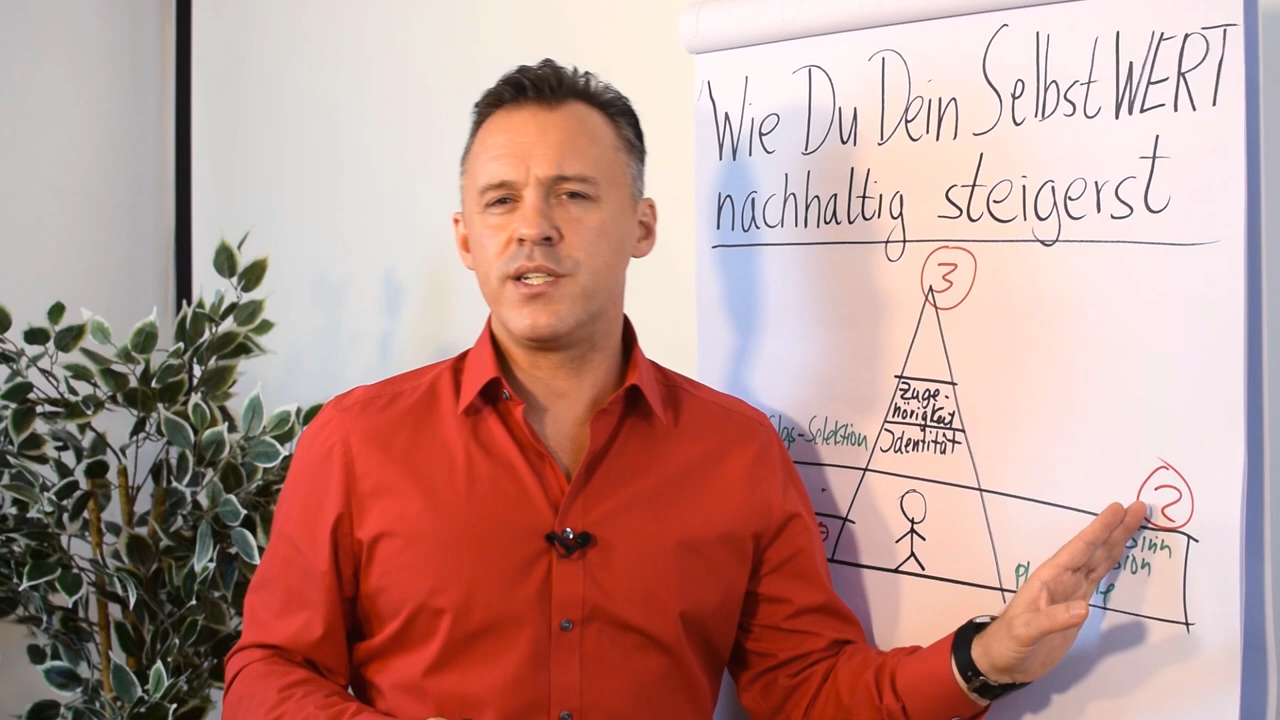 Wie Du Dein SelbstWERT
nachhaltig steigerst
3
Zuge-
hörigkeit
-Selektion
Identität
2